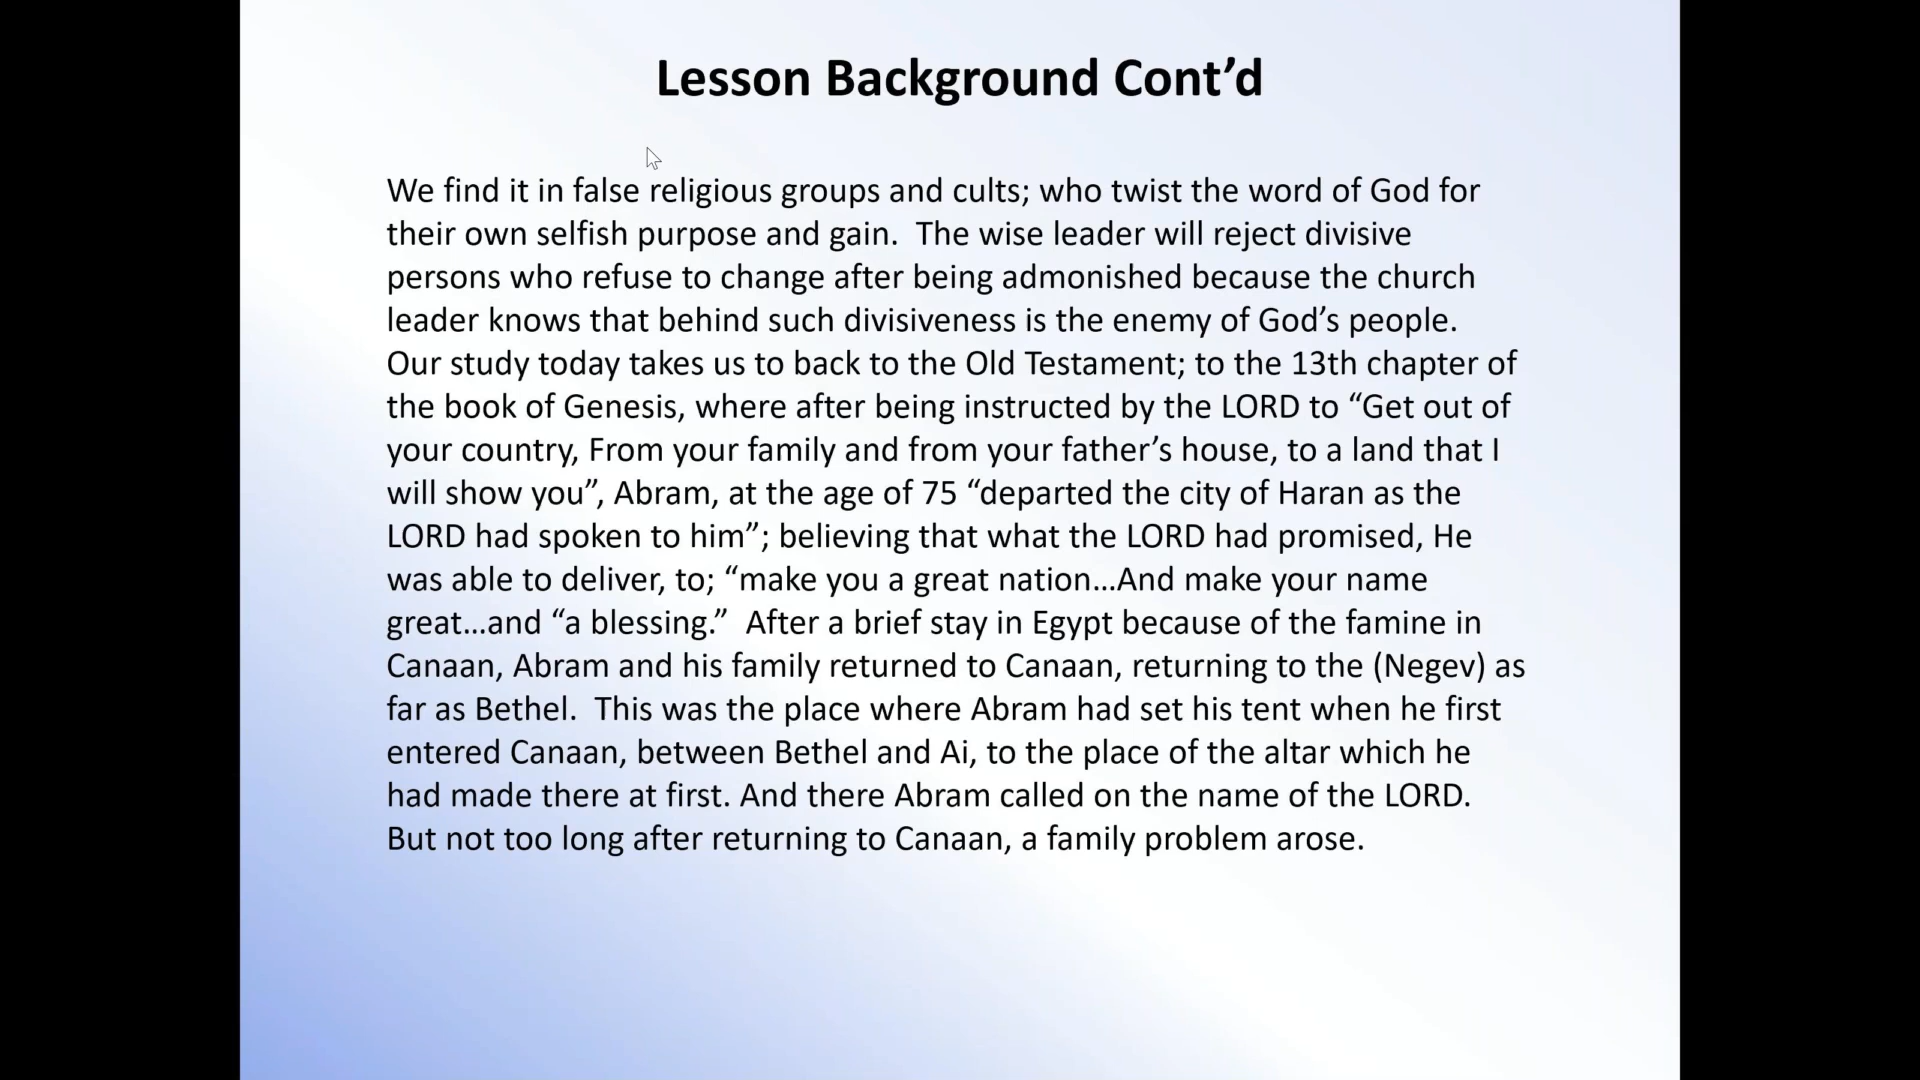 Lesson Background Cont’d
We find it in false religious groups and cults; who twist the word of God for
their own selfish purpose and gain.  The wise leader will reject divisive
persons who refuse to change after being admonished because the church
leader knows that behind such divisiveness is the enemy of God’s people.
Our study today takes us to back to the Old Testament; to the 13th chapter of
the book of Genesis, where after being instructed by the LORD to “Get out of
your country, From your family and from your father’s house, to a land that I
will show you”, Abram, at the age of 75 “departed the city of Haran as the
LORD had spoken to him”; believing that what the LORD had promised, He
was able to deliver, to; “make you a great nation…And make your name
great…and “a blessing.”  After a brief stay in Egypt because of the famine in
Canaan, Abram and his family returned to Canaan, returning to the (Negev) as
far as Bethel.  This was the place where Abram had set his tent when he first
entered Canaan, between Bethel and Ai, to the place of the altar which he
had made there at first. And there Abram called on the name of the LORD.
But not too long after returning to Canaan, a family problem arose.